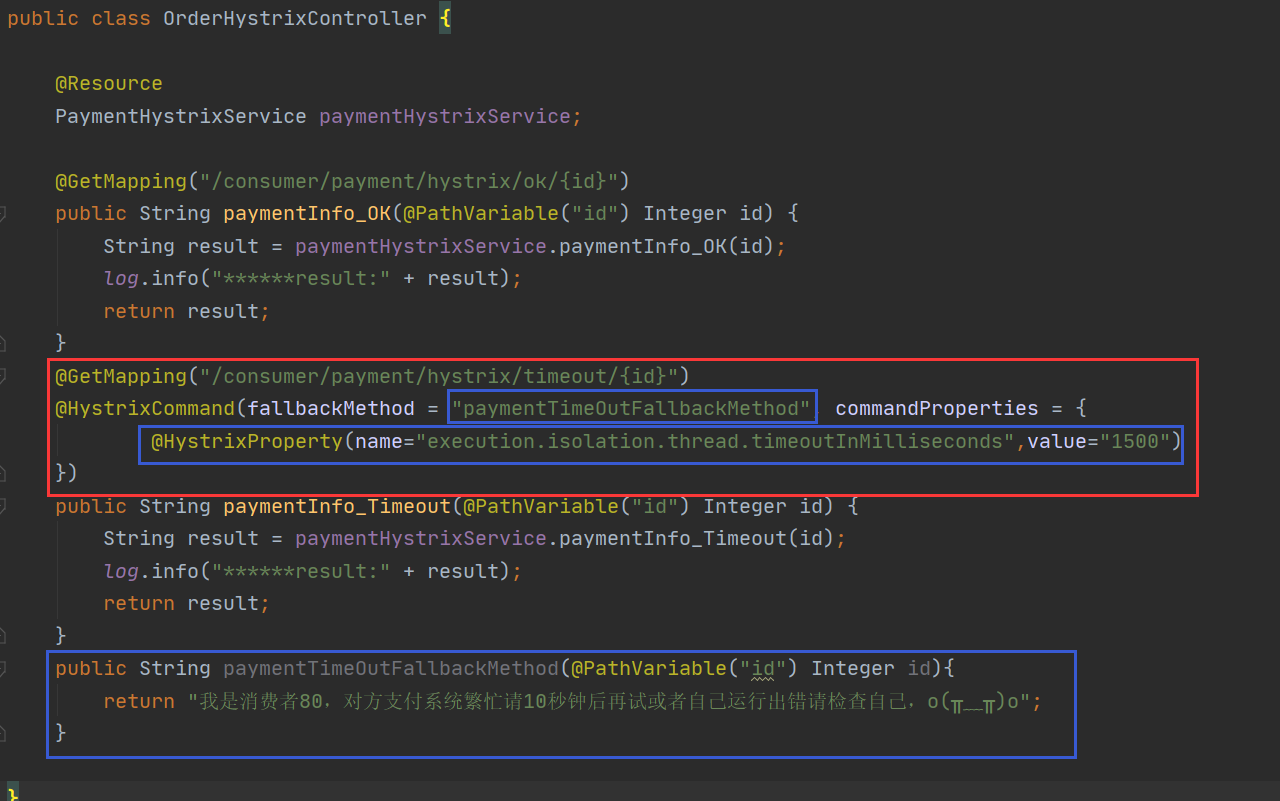 public class OrderHystrixController {
@Resource
PaymentHystrixService paymentHystrixService;
@GetMapping("/consumer/payment/hystrix/ok/{id}")
public String paymentInfo_OK(@PathVariable("id") Integer id) {
String result = paymentHystrixService.paymentInfo_OK(id);
log.info("******result:" + result);
return result;
}
@GetMapping("/consumer/payment/hystrix/timeout/{id}")
@HystrixCommand(fallbackMethod = "paymentTimeOutFallbackMethod", commandProperties = {
@HystrixProperty(name="execution.isolation.thread.timeoutInMilliseconds",value="1500")
})
public String paymentInfo_Timeout(@PathVariable("id") Integer id) {
String result = paymentHystrixService.paymentInfo_Timeout(id);
log.info("******result:" + result);
return result;
}
public String paymentTimeOutFallbackMethod(@PathVariable("id") Integer id){
return "我是消费者80，对方支付系统繁忙请10秒钟后再试或者自己运行出错请检查自己，o(╥﹏╥)o";
}
}